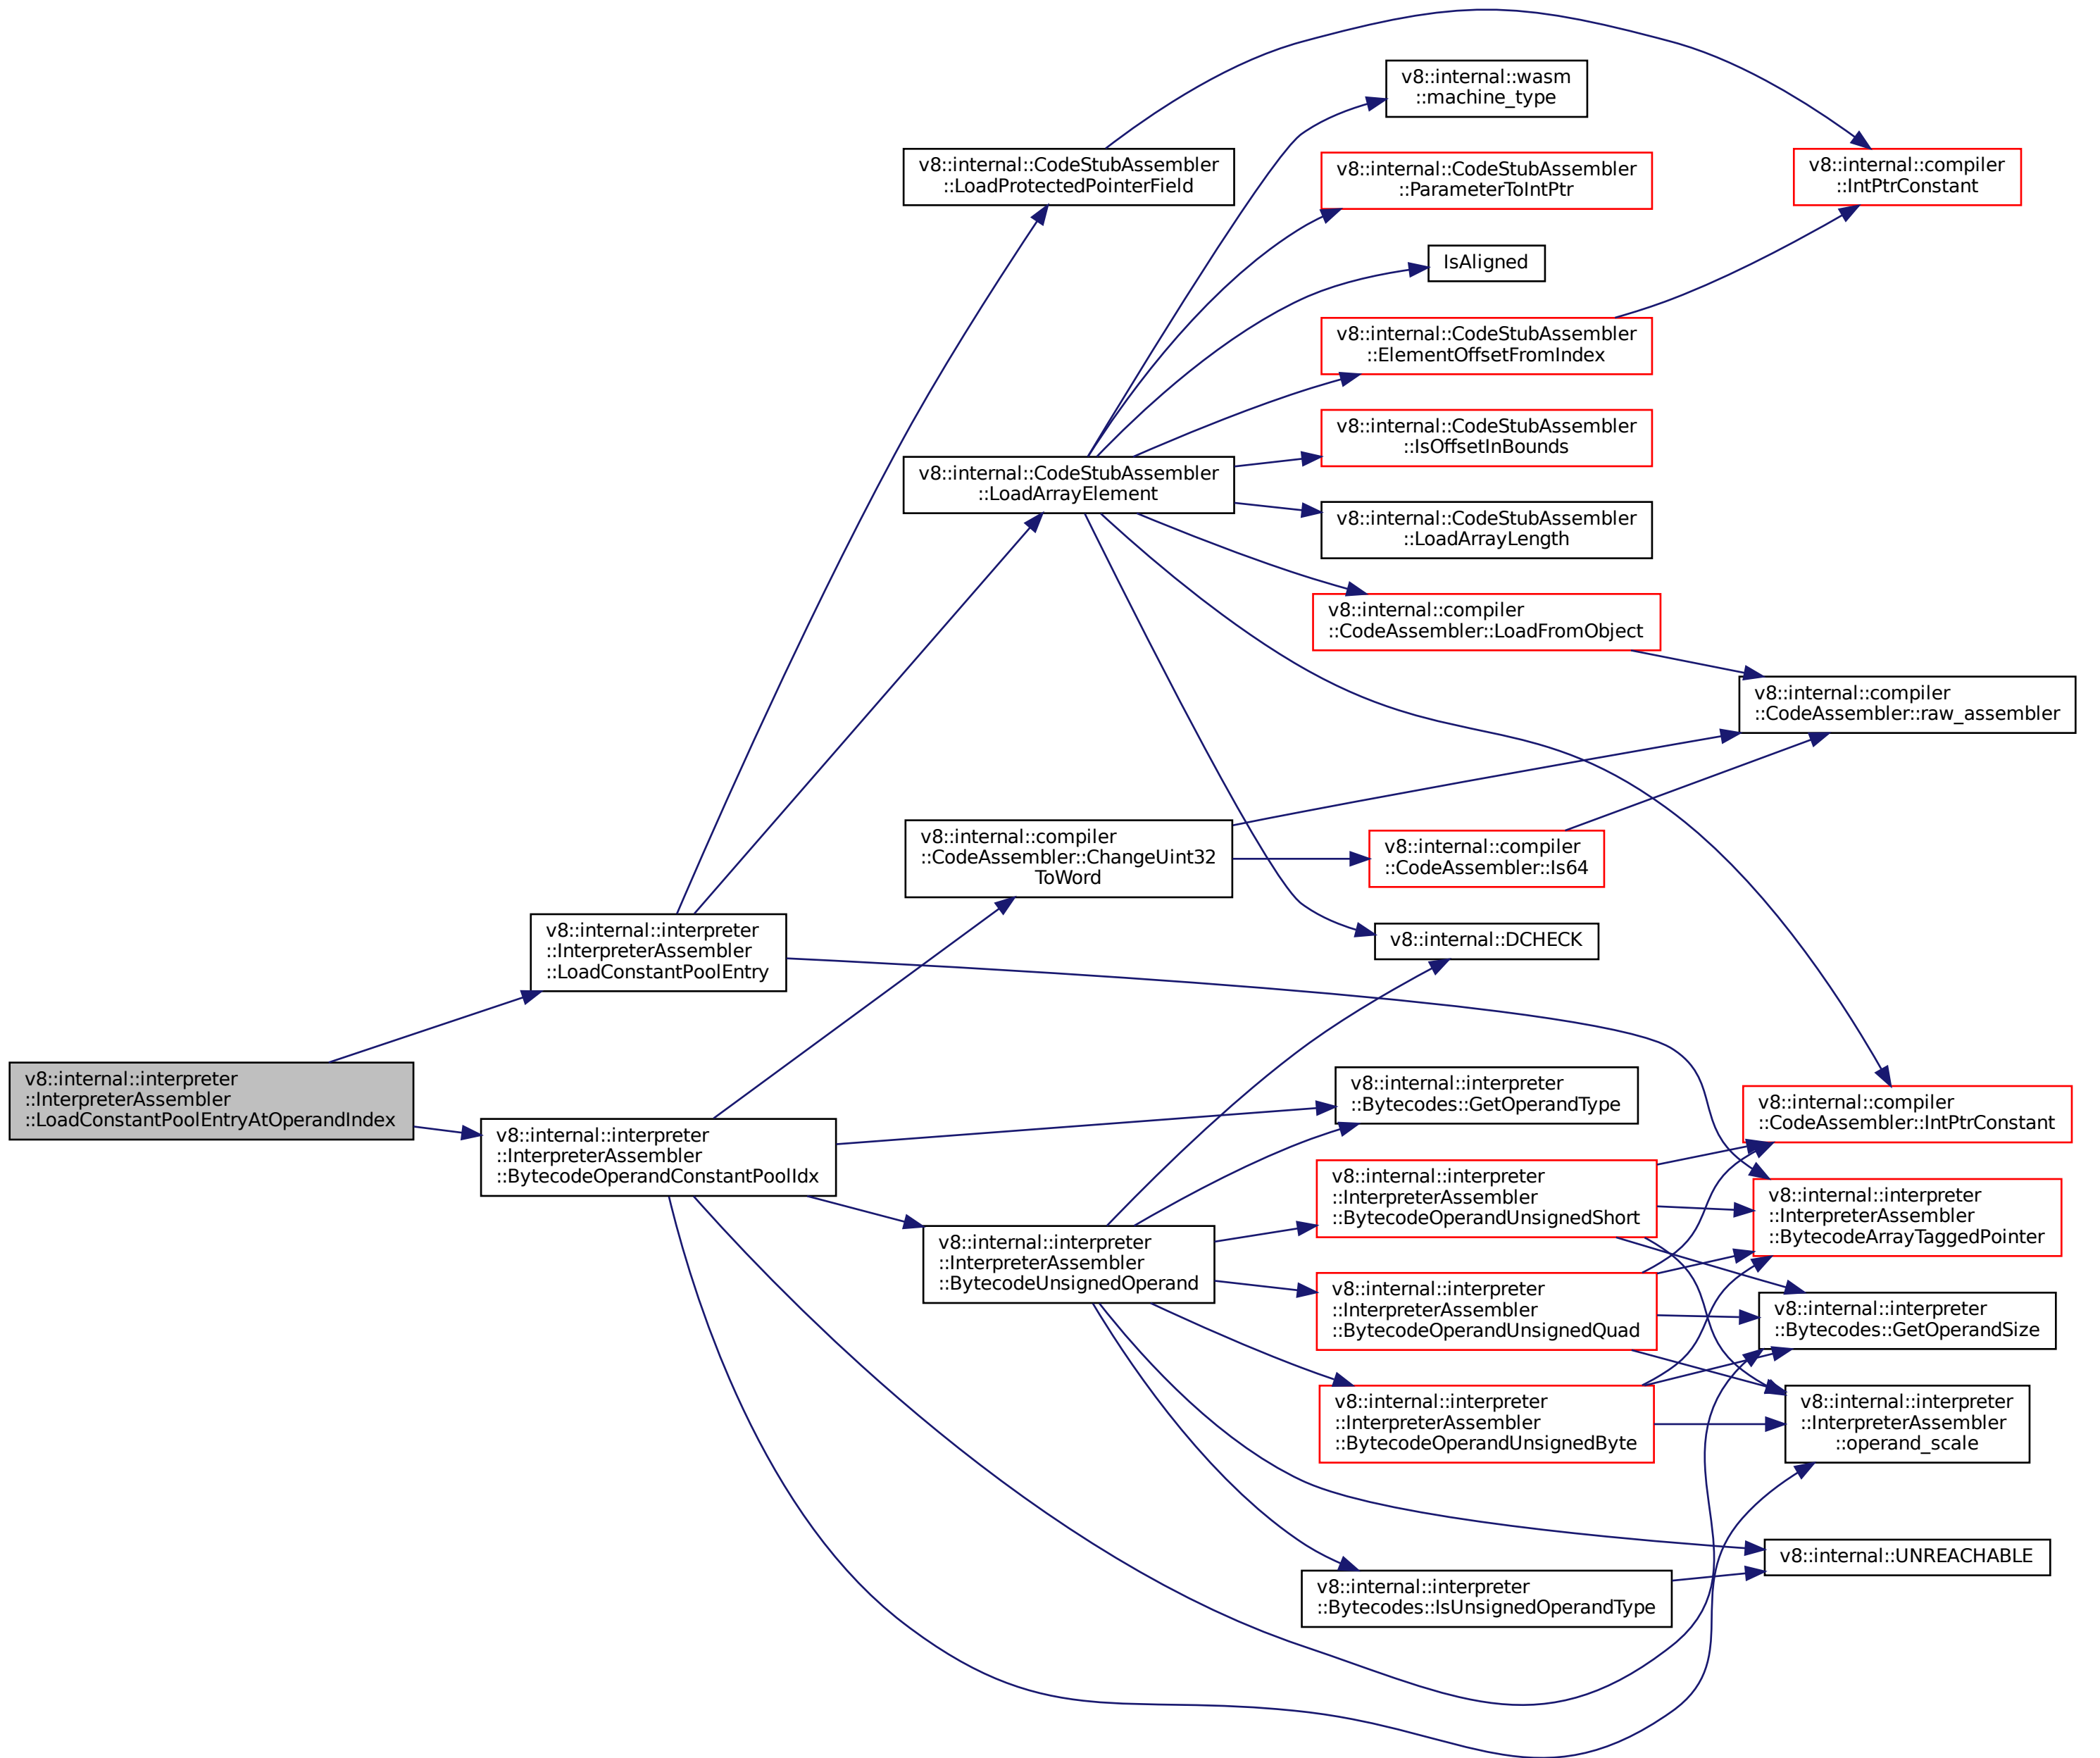 v8::internal::interpreter
::InterpreterAssembler
::LoadConstantPoolEntryAtOperandIndex
v8::internal::interpreter
::InterpreterAssembler
::LoadConstantPoolEntry
v8::internal::interpreter
::InterpreterAssembler
::BytecodeOperandConstantPoolIdx
v8::internal::CodeStubAssembler
::LoadProtectedPointerField
v8::internal::CodeStubAssembler
::LoadArrayElement
v8::internal::compiler
::CodeAssembler::ChangeUint32
ToWord
v8::internal::interpreter
::InterpreterAssembler
::BytecodeUnsignedOperand
v8::internal::wasm
::machine_type
v8::internal::CodeStubAssembler
::ParameterToIntPtr
IsAligned
v8::internal::CodeStubAssembler
::ElementOffsetFromIndex
v8::internal::CodeStubAssembler
::IsOffsetInBounds
v8::internal::CodeStubAssembler
::LoadArrayLength
v8::internal::compiler
::CodeAssembler::LoadFromObject
v8::internal::compiler
::CodeAssembler::Is64
v8::internal::DCHECK
v8::internal::interpreter
::Bytecodes::GetOperandType
v8::internal::interpreter
::InterpreterAssembler
::BytecodeOperandUnsignedShort
v8::internal::interpreter
::InterpreterAssembler
::BytecodeOperandUnsignedQuad
v8::internal::interpreter
::InterpreterAssembler
::BytecodeOperandUnsignedByte
v8::internal::interpreter
::Bytecodes::IsUnsignedOperandType
v8::internal::compiler
::IntPtrConstant
v8::internal::compiler
::CodeAssembler::raw_assembler
v8::internal::compiler
::CodeAssembler::IntPtrConstant
v8::internal::interpreter
::InterpreterAssembler
::BytecodeArrayTaggedPointer
v8::internal::interpreter
::Bytecodes::GetOperandSize
v8::internal::interpreter
::InterpreterAssembler
::operand_scale
v8::internal::UNREACHABLE